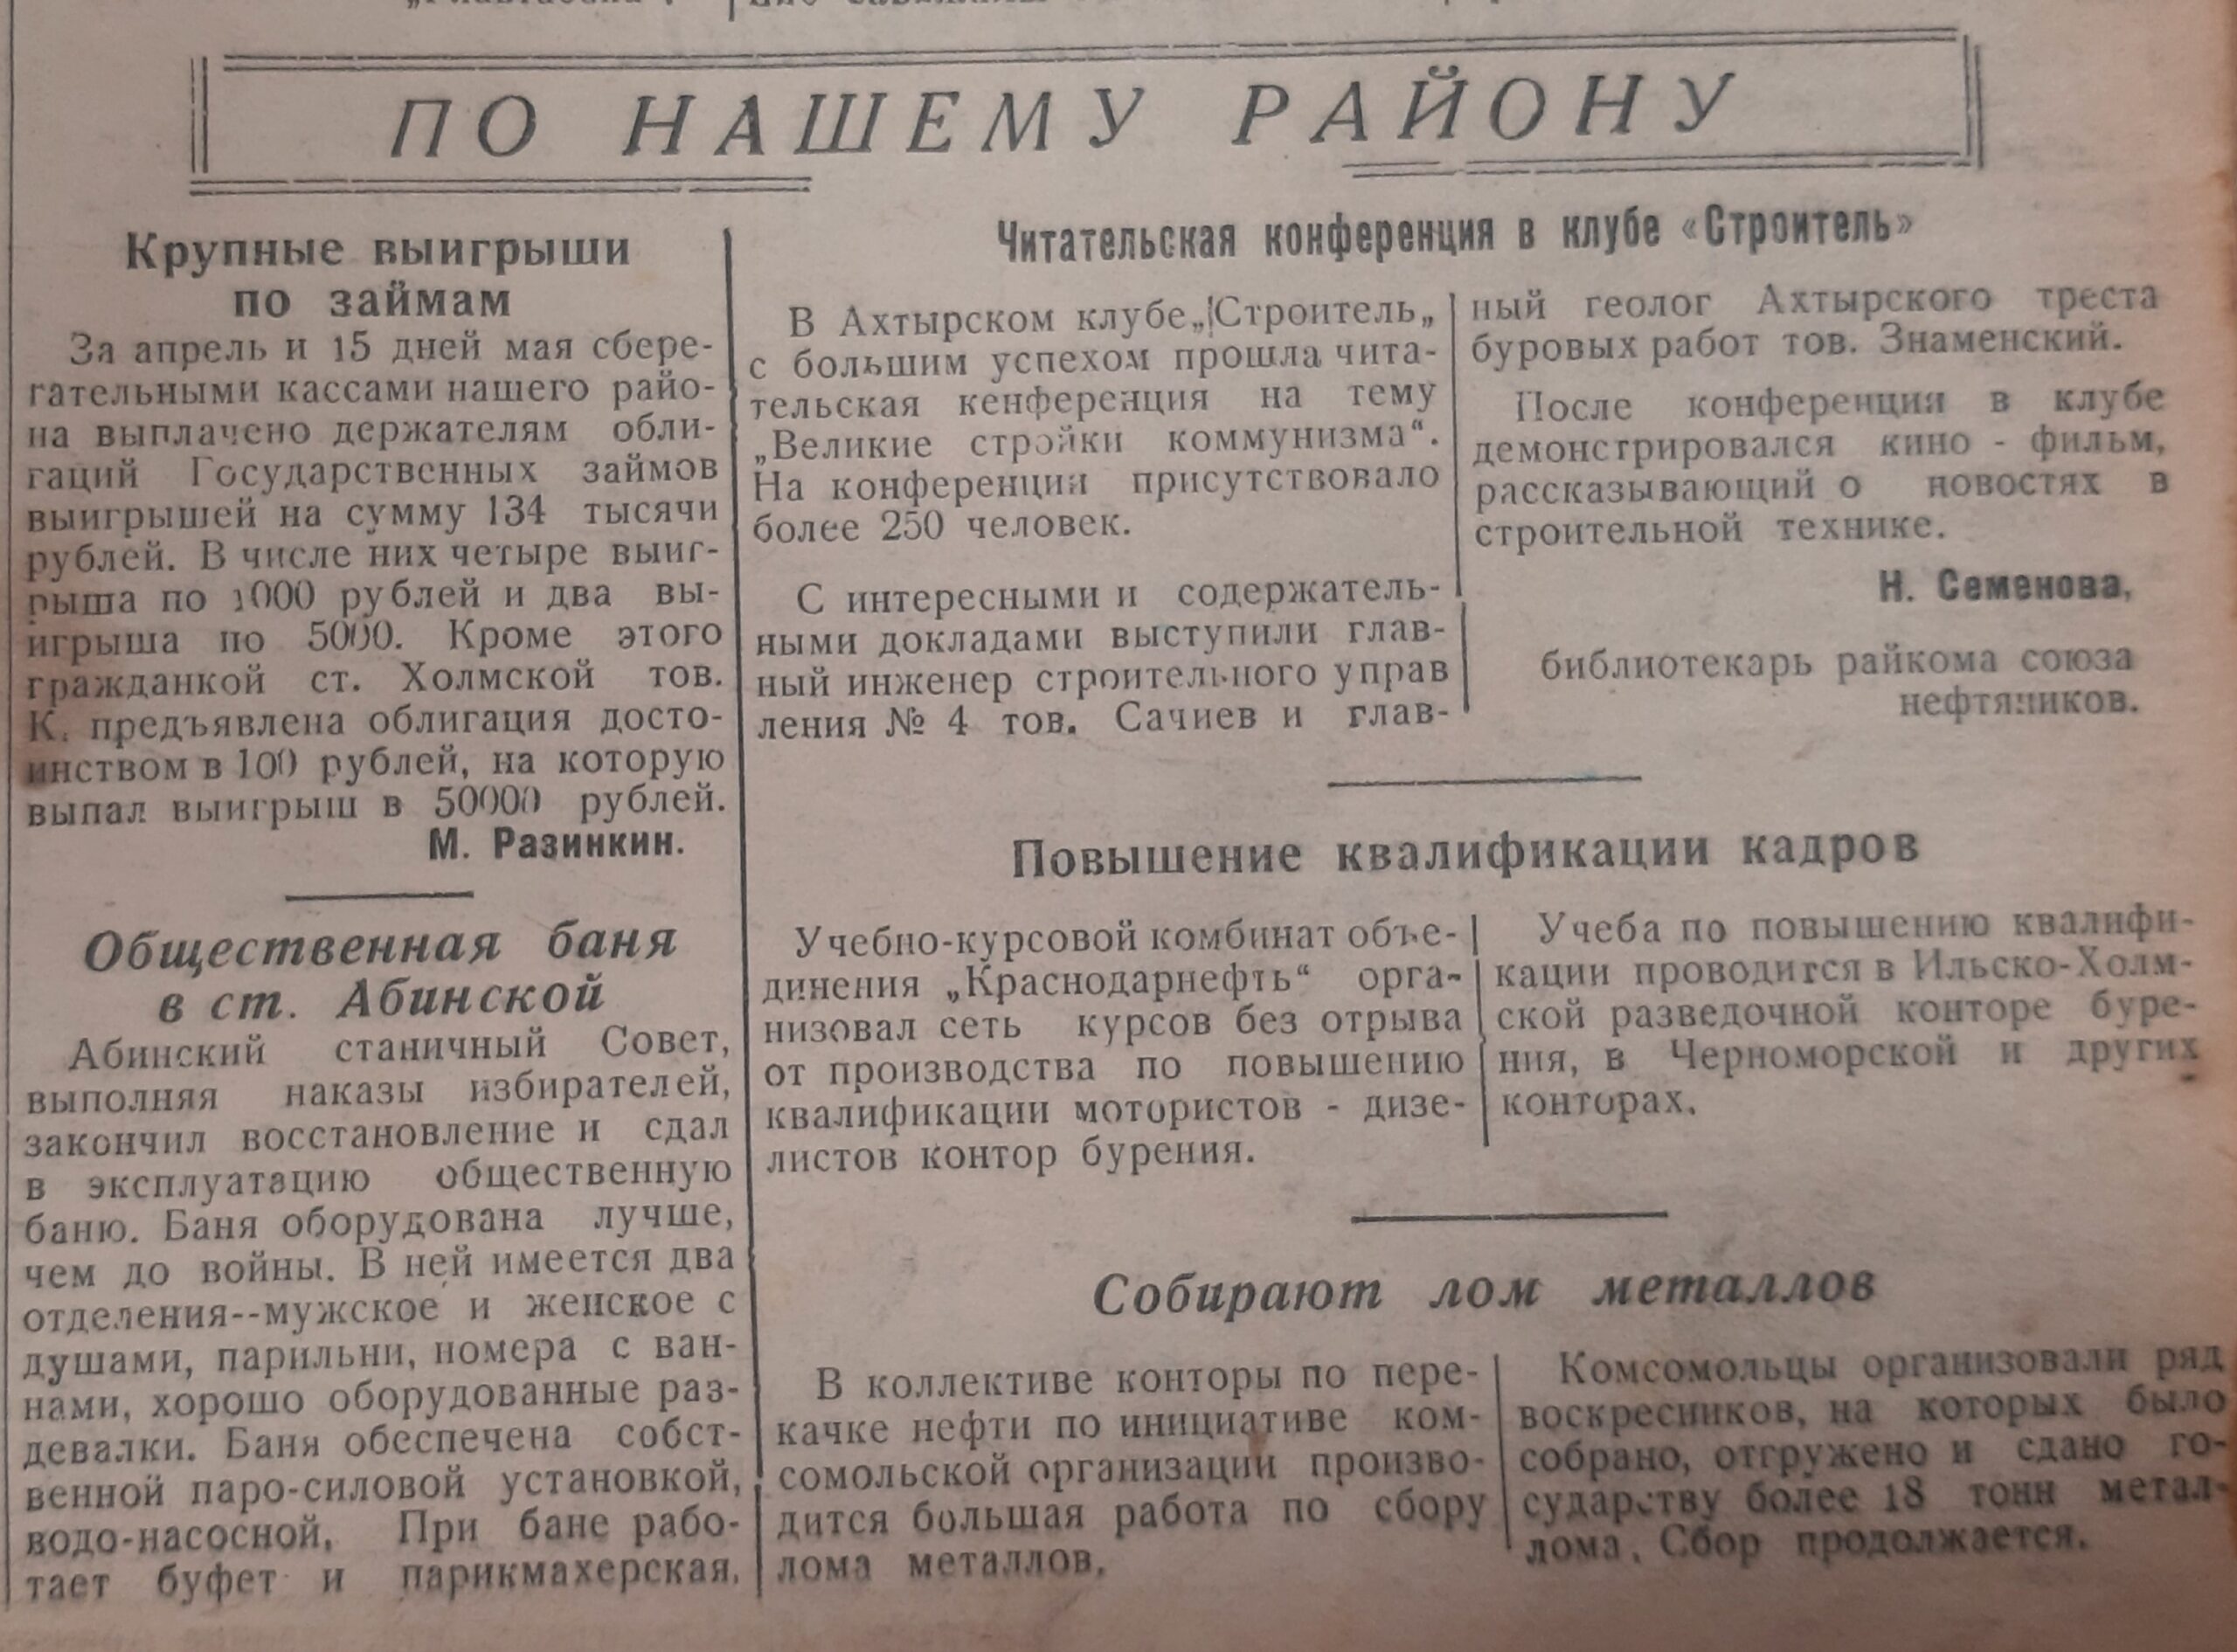 ПО НАШЕМУ РАЙОНУ
Крупные выигрыши
по займам
За апрель и 15 дней мая сбере-
гательными кассами нашего райо-
на выплачено держателям обли-
гаций Государственных займов
выигрышей на сумму 134 тысячи
рублей. В числе них четыре выиг-
рыша по 1000 рублей и два вы-
игрыша по 5000. Кроме этого
гражданкой ст. Холмской тов.
К. предъявлена облигация досто-
инством в 100 рублей, на которую
выпал выигрыш в 50000 рублей.
М. Разинкин.
Общественная баня
в ст. Абинской
Абинский станичный Совет,
выполняя наказы избирателей,
закончил восстановление и сдал
в эксплуатацию общественную
баню. Баня оборудована лучше,
чем до войны. В ней имеется два
отделения--мужское и женское с
душами, парильни, номера с ван-
нами, хорошо оборудованные раз-
девалки. Баня обеспечена собст-
венной паро-силовой установкой,
водо-насосной. При бане рабо-
тает буфет и парикмахерская.
Читательская конференция в клубе «Строитель»
В Ахтырском клубе „Строитель„
с большим успехом прошла чита-
тельская кенференция на тему
„Великие стройки коммунизма“.
На конференции присутствовало
более 250 человек.
С интересными и содержатель-
ными докладами выступили глав-
ный инженер строительного управ
ления № 4 тов. Сачиев и глав-
ный геолог Ахтырского треста
буровых работ тов. Знаменский.
После конференции в клубе
демонстрировался кино - фильм,
рассказывающий о новостях в
строительной технике.
Н. Семенова,
библиотекарь райкома союза
нефтяников.
Повышение квалификации кадров
Учебно-курсовой комбинат объе-
динения „Краснодарнефть“ орга-
низовал сеть курсов без отрыва
от производства по повышению
квалификации мотористов - дизе-
листов контор бурения.
Учеба по повышению квалифи-
кации проводится в Ильско-Холм-
ской разведочной конторе буре-
ния, в Черноморской и других
конторах.
Собирают лом металлов
В коллективе конторы по пере-
качке нефти по инициативе ком-
сомольской организации произво-
дится большая работа по сбору
лома металлов.
Комсомольцы организовали ряд
воскресников, на которых было
собрано, отгружено и сдано го-
сударству более 18 тонн метал-
лома. Сбор продолжается.